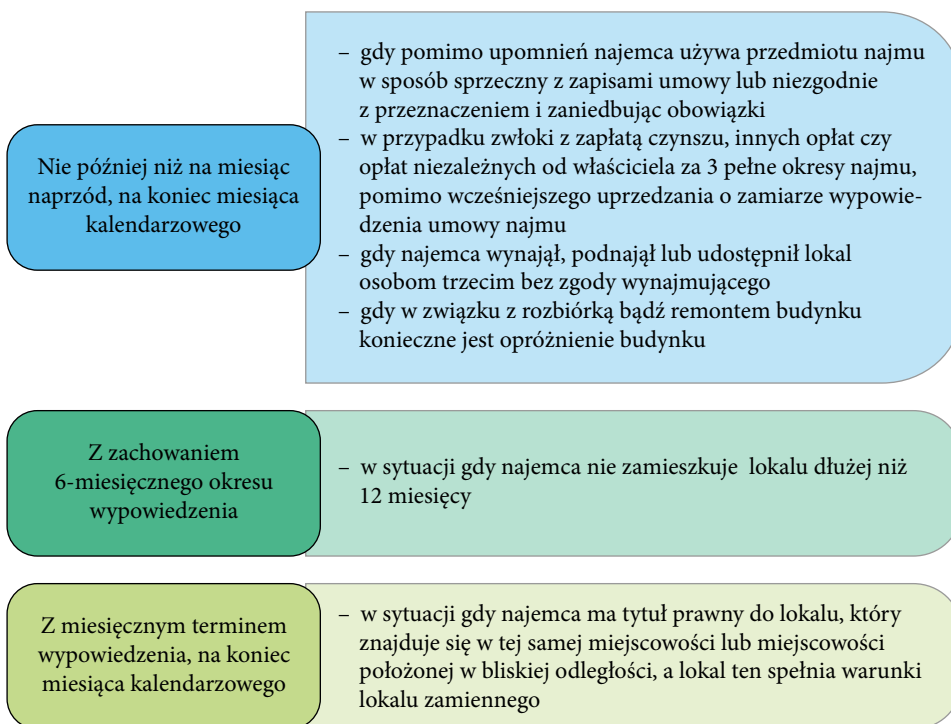 Nie później niż na miesiąc
naprzód, na koniec miesiąca
kalendarzowego
– gdy pomimo upomnień najemca używa przedmiotu najmu
w sposób sprzeczny z zapisami umowy lub niezgodnie
z przeznaczeniem i zaniedbując obowiązki
– w przypadku zwłoki z zapłatą czynszu, innych opłat czy
opłat niezależnych od właściciela za 3 pełne okresy najmu,
pomimo wcześniejszego uprzedzania o zamiarze wypowie-
dzenia umowy najmu
– gdy najemca wynajął, podnajął lub udostępnił lokal
osobom trzecim bez zgody wynajmującego
– gdy w związku z rozbiórką bądź remontem budynku
konieczne jest opróżnienie budynku
Z zachowaniem
6-miesięcznego okresu
wypowiedzenia
– w sytuacji gdy najemca nie zamieszkuje lokalu dłużej niż
12 miesięcy
Z miesięcznym terminem
wypowiedzenia, na koniec
miesiąca kalendarzowego
– w sytuacji gdy najemca ma tytuł prawny do lokalu, który
znajduje się w tej samej miejscowości lub miejscowości
położonej w bliskiej odległości, a lokal ten spełnia warunki
lokalu zamiennego